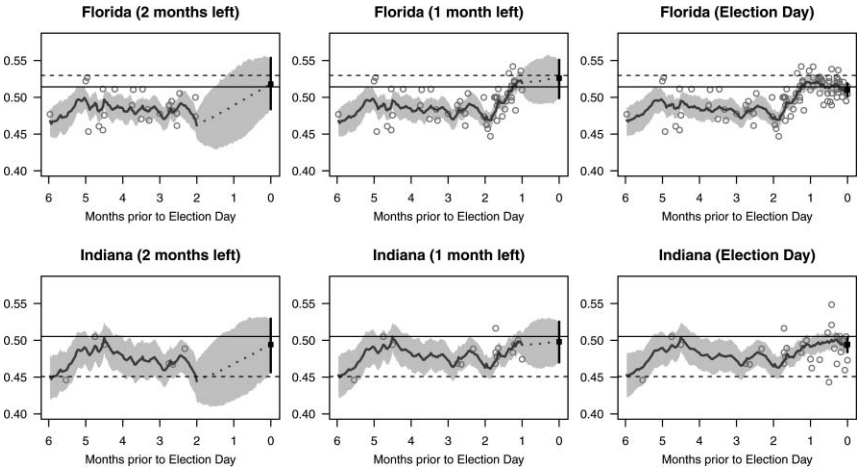 Florida (2 months left) Florida (1 month left) Florida (Election Day)
0.55 0.55 0.55
0.50 0.50 0.50
0.45 0.45 0.45
0.40 0.40 0.40
6 5 4 3 2 1 0 6 5 4 3 2 1 0 6 5 4 3 2 1 0
Months prior to Election Day Months prior to Election Day Months prior to Election Day
Indiana (2 months left) Indiana (1 month left) Indiana (Election Day)
0.55 0.55 0.55
0.50 0.50 0.50
0.45 0.45 0.45
0.40 0.40 0.40
6 5 4 3 2 1 0 6 5 4 3 2 1 0 6 5 4 3 2 1 0
Months prior to Election Day Months prior to Election Day Months prior to Election Day